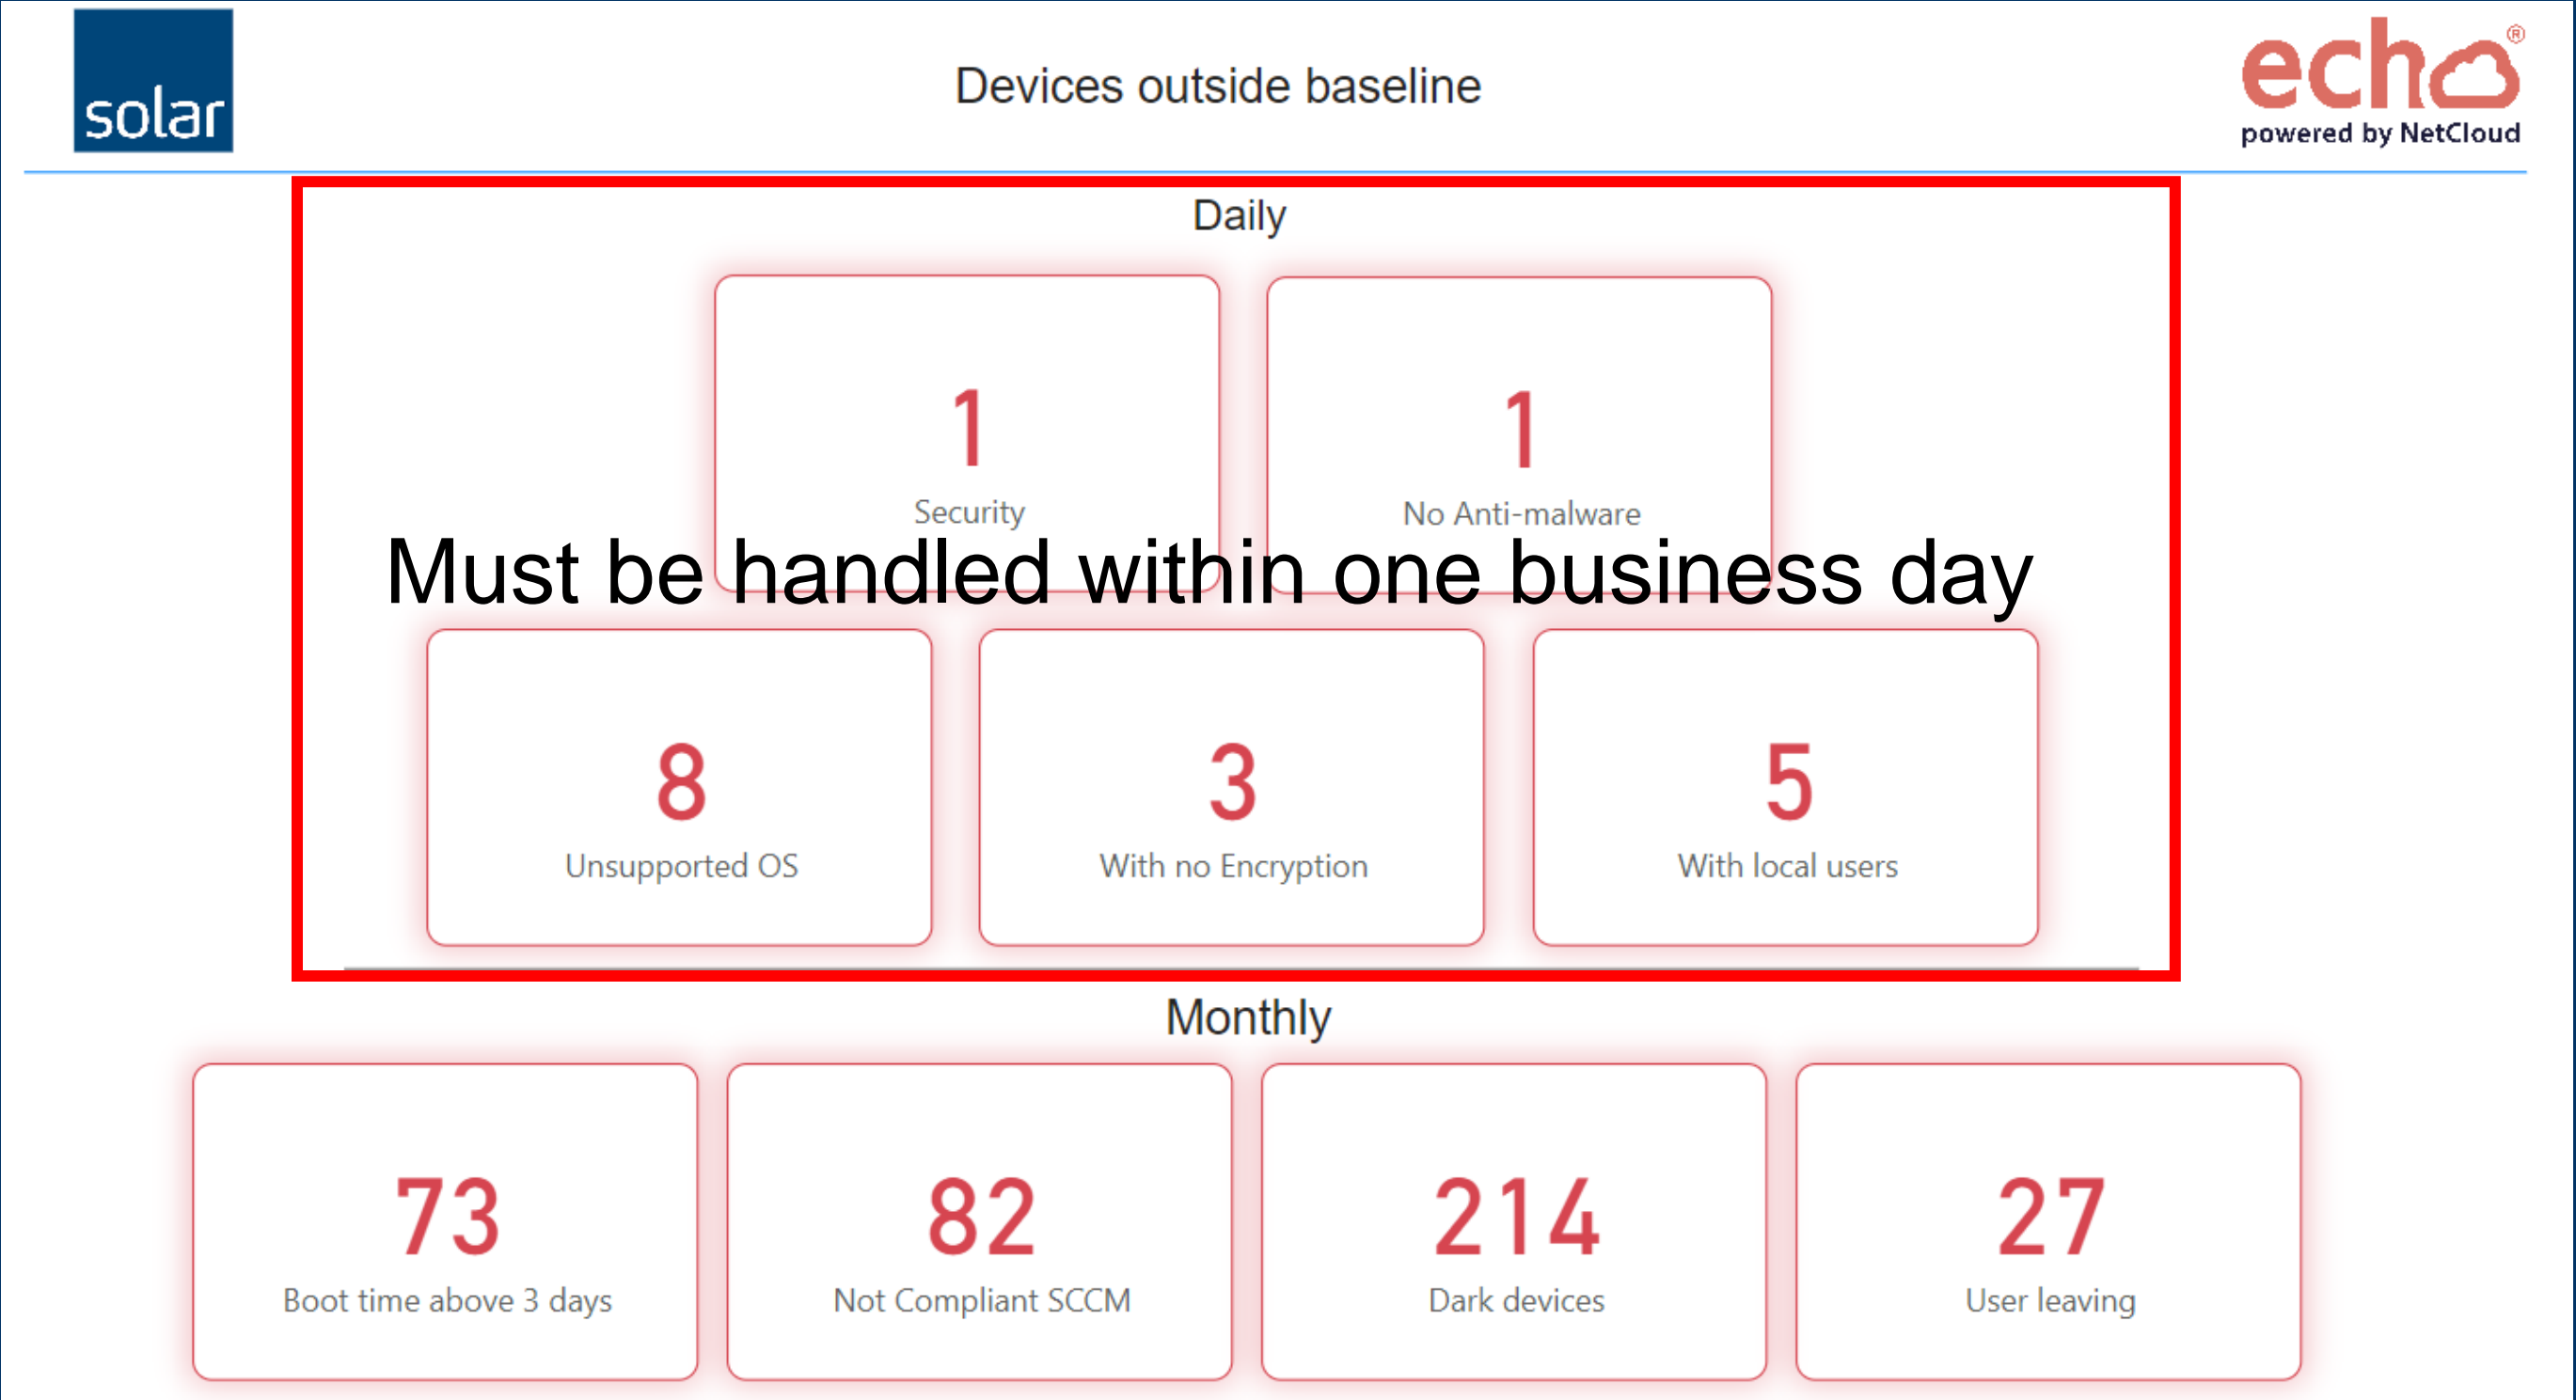 solar
Devices outside baseline
echo®
powered by NetCloud
Daily
1
Security
1
No Anti-malware
Must be handled within one business day
8
Unsupported OS
3
With no Encryption
5
With local users
Monthly
73
Boot time above 3 days
82
Not Compliant SCCM
214
Dark devices
27
User leaving